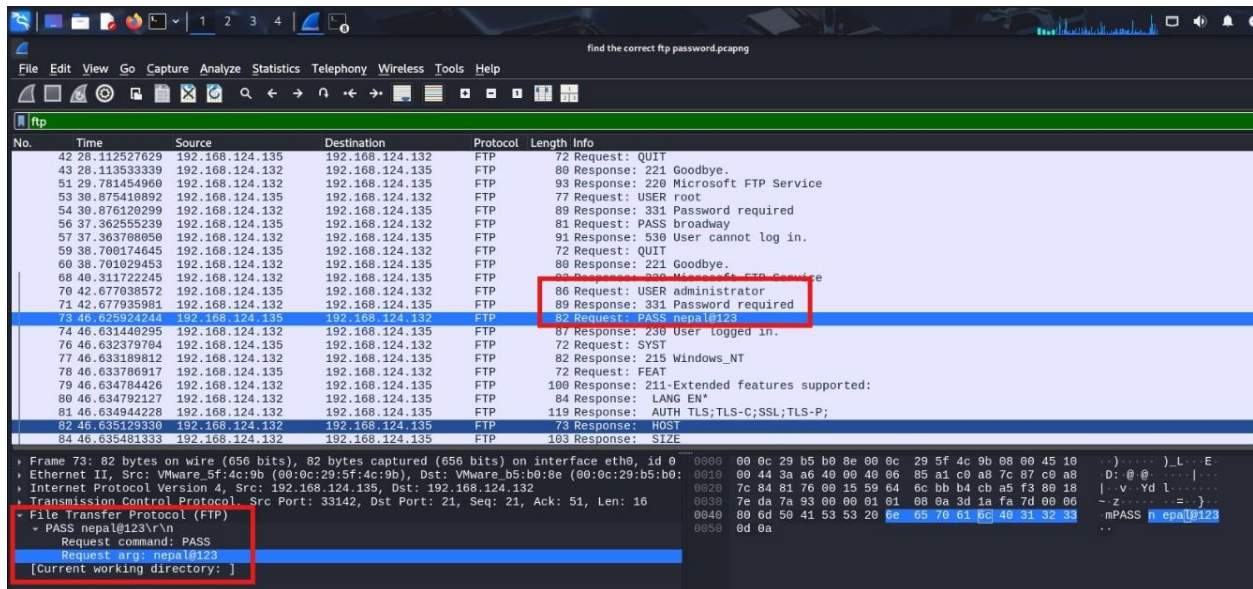 1 2 3 4
find the correct ftp password.pcapng
File Edit View Go Capture Analyze Statistics Telephony Wireless Tools Help
ftp
No. Time Source Destination Protocol Length Info
42 28.112527629 192.168.124.135 192.168.124.132 FTP 72 Request: QUIT
43 28.113533339 192.168.124.132 192.168.124.135 FTP 80 Response: 221 Goodbye.
51 29.781454960 192.168.124.132 192.168.124.135 FTP 93 Response: 220 Microsoft FTP Service
53 30.875410892 192.168.124.135 192.168.124.132 FTP 77 Request: USER root
54 30.876120299 192.168.124.132 192.168.124.135 FTP 89 Response: 331 Password required
56 37.362555239 192.168.124.135 192.168.124.132 FTP 81 Request: PASS broadway
57 37.363708050 192.168.124.132 192.168.124.135 FTP 91 Response: 530 User cannot log in.
59 38.700174645 192.168.124.135 192.168.124.132 FTP 72 Request: QUIT
60 38.701029453 192.168.124.132 192.168.124.135 FTP 80 Response: 221 Goodbye.
68 40.311722245 192.168.124.132 192.168.124.135 FTP 93 Response: 220 Microsoft FTP Service
70 42.677038572 192.168.124.135 192.168.124.132 FTP 86 Request: USER administrator
71 42.677935981 192.168.124.132 192.168.124.135 FTP 89 Response: 331 Password required
73 46.625924244 192.168.124.135 192.168.124.132 FTP 82 Request: PASS nepal@123
74 46.631440295 192.168.124.132 192.168.124.135 FTP 87 Response: 230 User logged in.
76 46.632379704 192.168.124.135 192.168.124.132 FTP 72 Request: SYST
77 46.633189812 192.168.124.132 192.168.124.135 FTP 82 Response: 215 Windows_NT
78 46.633786917 192.168.124.135 192.168.124.132 FTP 72 Request: FEAT
79 46.634784426 192.168.124.132 192.168.124.135 FTP 100 Response: 211-Extended features supported:
80 46.634792127 192.168.124.132 192.168.124.135 FTP 84 Response: LANG EN*
81 46.634944228 192.168.124.132 192.168.124.135 FTP 119 Response: AUTH TLS;TLS-C;SSL;TLS-P;
82 46.635129330 192.168.124.132 192.168.124.135 FTP 73 Response: HOST
84 46.635481333 192.168.124.132 192.168.124.135 FTP 103 Response: SIZE
Frame 73: 82 bytes on wire (656 bits), 82 bytes captured (656 bits) on interface eth0, id 0
Ethernet II, Src: VMware_5f:4c:9b (00:0c:29:5f:4c:9b), Dst: VMware_b5:b0:8e (00:0c:29:b5:b0:
Internet Protocol Version 4, Src: 192.168.124.135, Dst: 192.168.124.132
Transmission Control Protocol, Src Port: 33142, Dst Port: 21, Seq: 21, Ack: 51, Len: 16
File Transfer Protocol (FTP)
PASS nepal@123\r\n
Request command: PASS
Request arg: nepal@123
[Current working directory: ]
0000 00 0c 29 b5 b0 8e 00 0c 29 5f 4c 9b 08 00 45 10 ··)····· )_L···E·
0010 00 44 3a a6 40 00 40 06 85 a1 c0 a8 7c 87 c0 a8 ·D:·@·@· ····|···
0020 7c 84 81 76 00 15 59 64 6c bb b4 cb a5 f3 80 18 |··v··Yd l·······
0030 7e da 7a 93 00 00 01 01 08 0a 3d 1a fa 7d 00 06 ~·z····· ··=··}··
0040 80 6d 50 41 53 53 20 6e 65 70 61 6c 40 31 32 33 ·mPASS n epal@123
0050 0d 0a ··